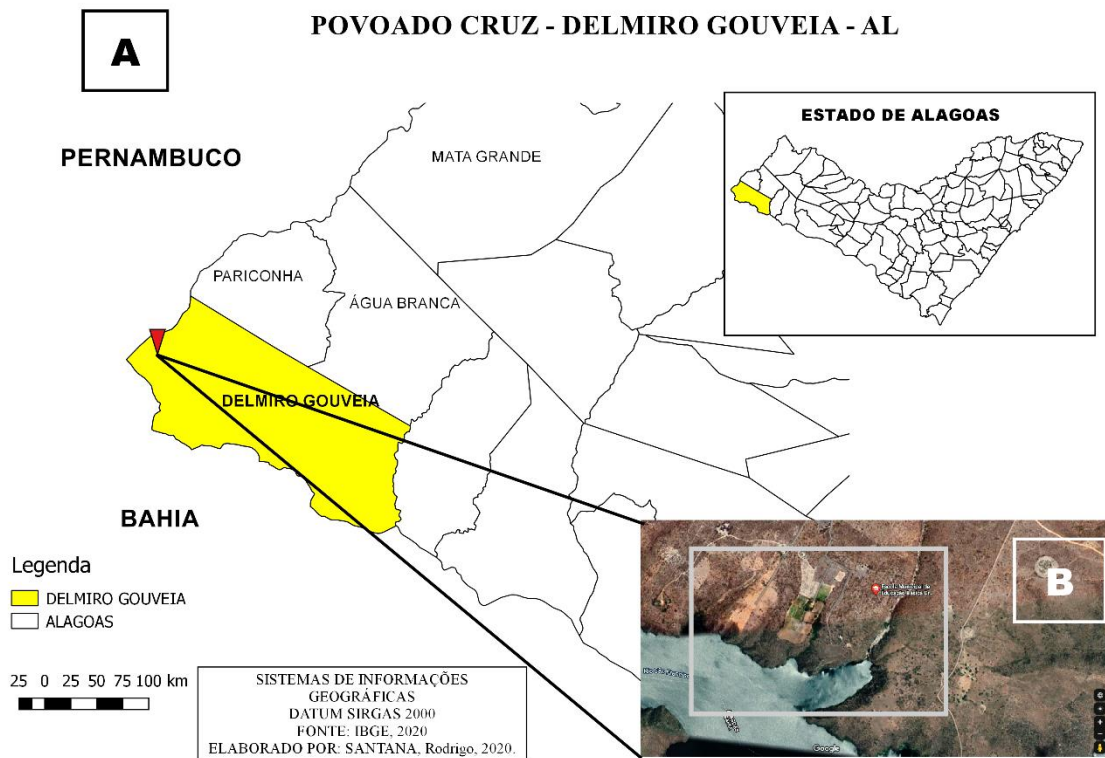 A
POVOADO CRUZ - DELMIRO GOUVEIA - AL
ESTADO DE ALAGOAS
PERNAMBUCO
MATA GRANDE
PARICONHA
ÁGUA BRANCA
DELMIRO GOUVEIA
BAHIA
Legenda
DELMIRO GOUVEIA
ALAGOAS
25 0 25 50 75 100 km
SISTEMAS DE INFORMAÇÕES
GEOGRÁFICAS
DATUM SIRGAS 2000
FONTE: IBGE, 2020
ELABORADO POR: SANTANA, Rodrigo, 2020.
B
Google